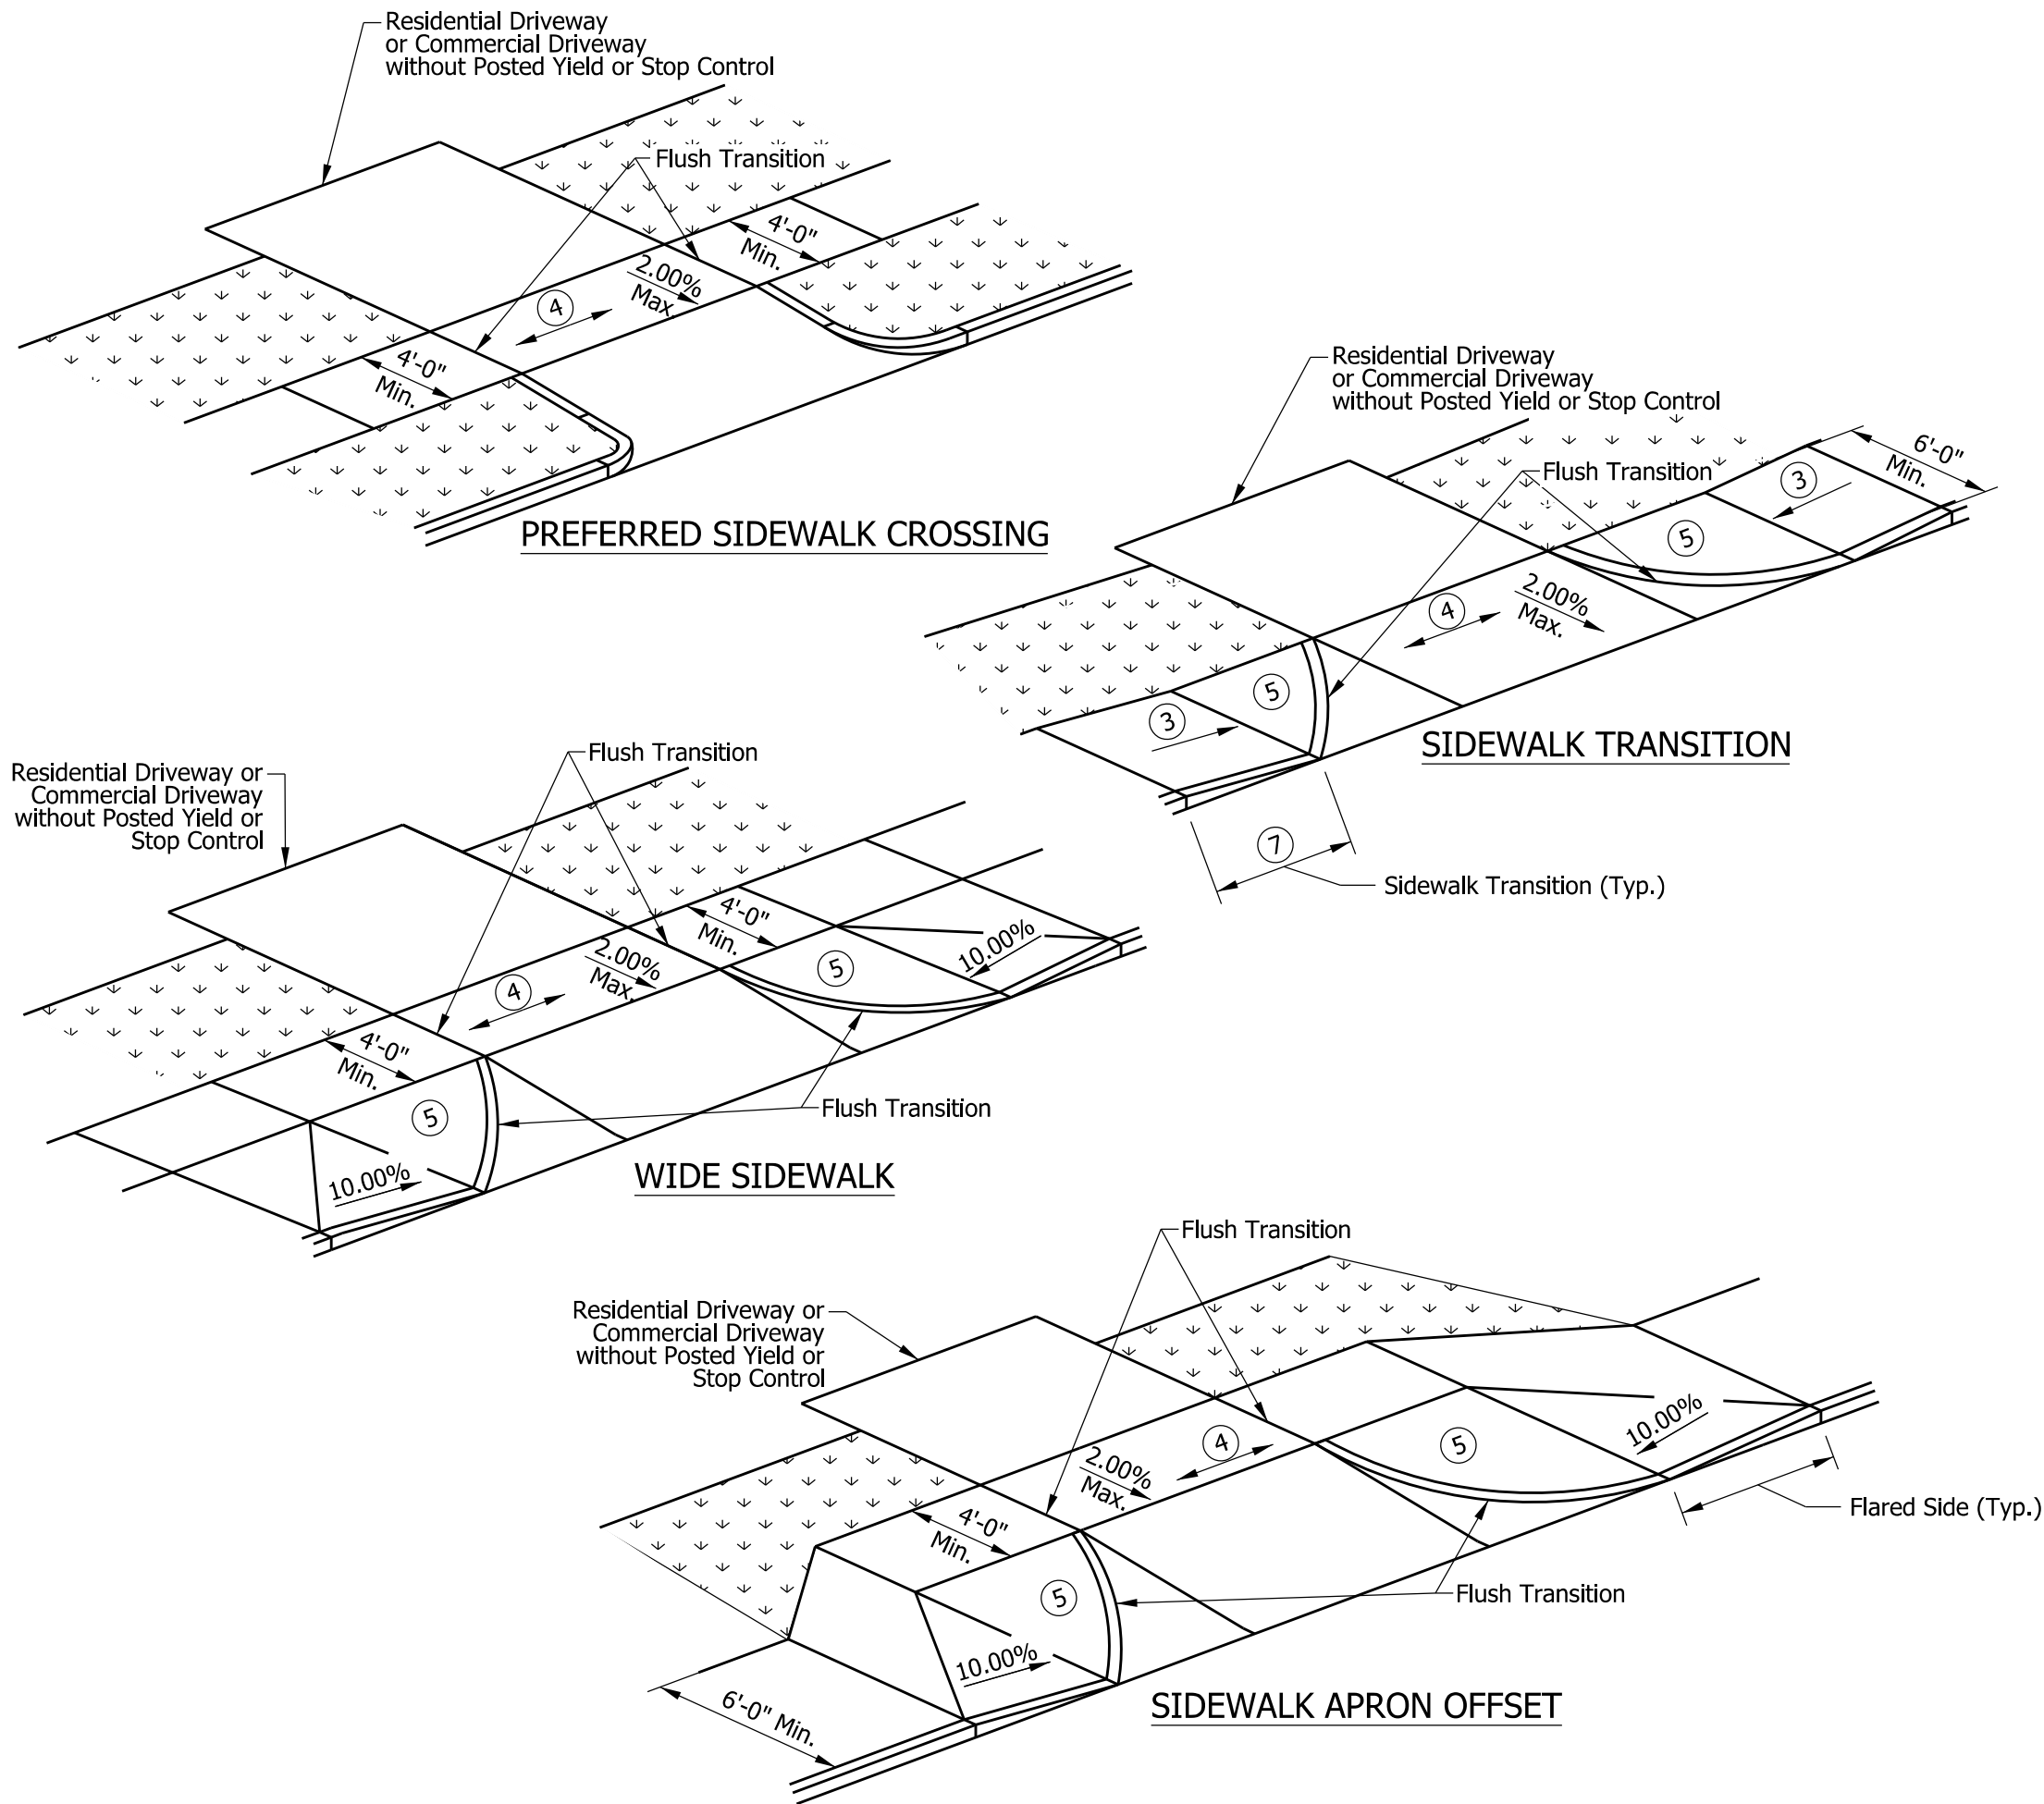 Residential Driveway
or Commercial Driveway
without Posted Yield or Stop Control
Flush Transition
4'-0"
Min.
2.00%
Max.
4
4'-0"
Min.
PREFERRED SIDEWALK CROSSING
Residential Driveway
or Commercial Driveway
without Posted Yield or Stop Control
Flush Transition
6'-0"
Min.
3
5
2.00%
Max.
4
5
3
SIDEWALK TRANSITION
7
Sidewalk Transition (Typ.)
Flush Transition
Residential Driveway or
Commercial Driveway
without Posted Yield or
Stop Control
4'-0"
Min.
10.00%
5
2.00%
Max.
4
4'-0"
Min.
5
Flush Transition
10.00%
WIDE SIDEWALK
Flush Transition
Residential Driveway or
Commercial Driveway
without Posted Yield or
Stop Control
10.00%
4
5
2.00%
Max.
Flared Side (Typ.)
4'-0"
Min.
5
Flush Transition
10.00%
6'-0" Min.
SIDEWALK APRON OFFSET